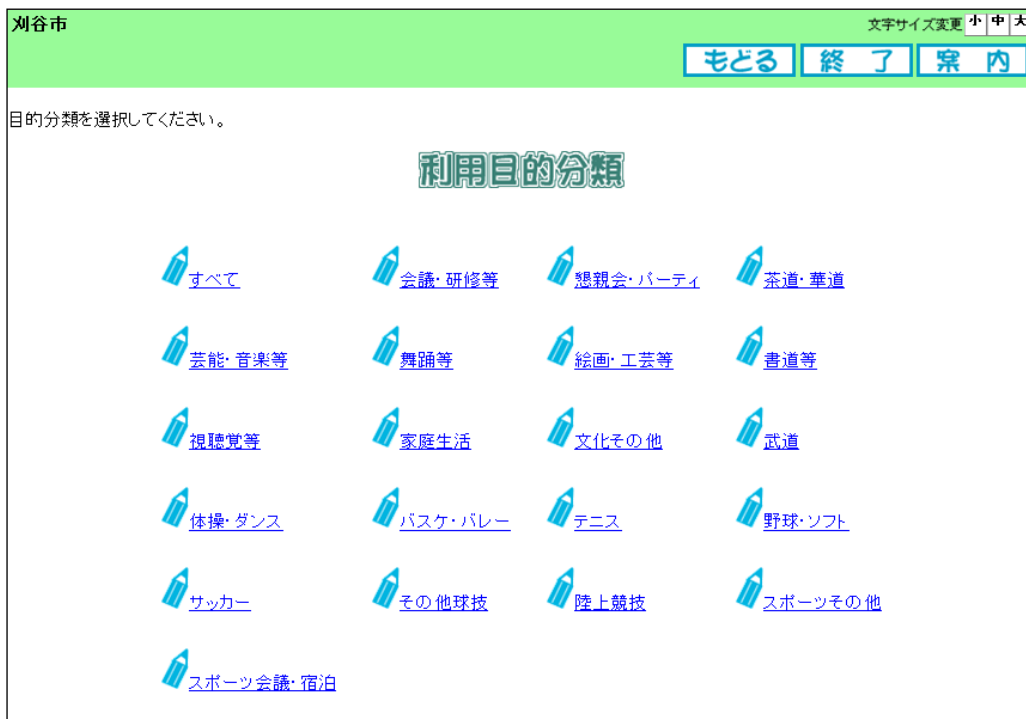 刈谷市 文字サイズ変更 小 中 大
もどる 終了 案内
目的分類を選択してください。
利用目的分類
すべて 会議・研修等 懇親会・パーティ 茶道・華道
芸能・音楽等 舞踊等 絵画・工芸等 書道等
視聴覚等 家庭生活 文化その他 武道
体操・ダンス バスケ・バレー テニス 野球・ソフト
サッカー その他球技 陸上競技 スポーツその他
スポーツ会議・宿泊